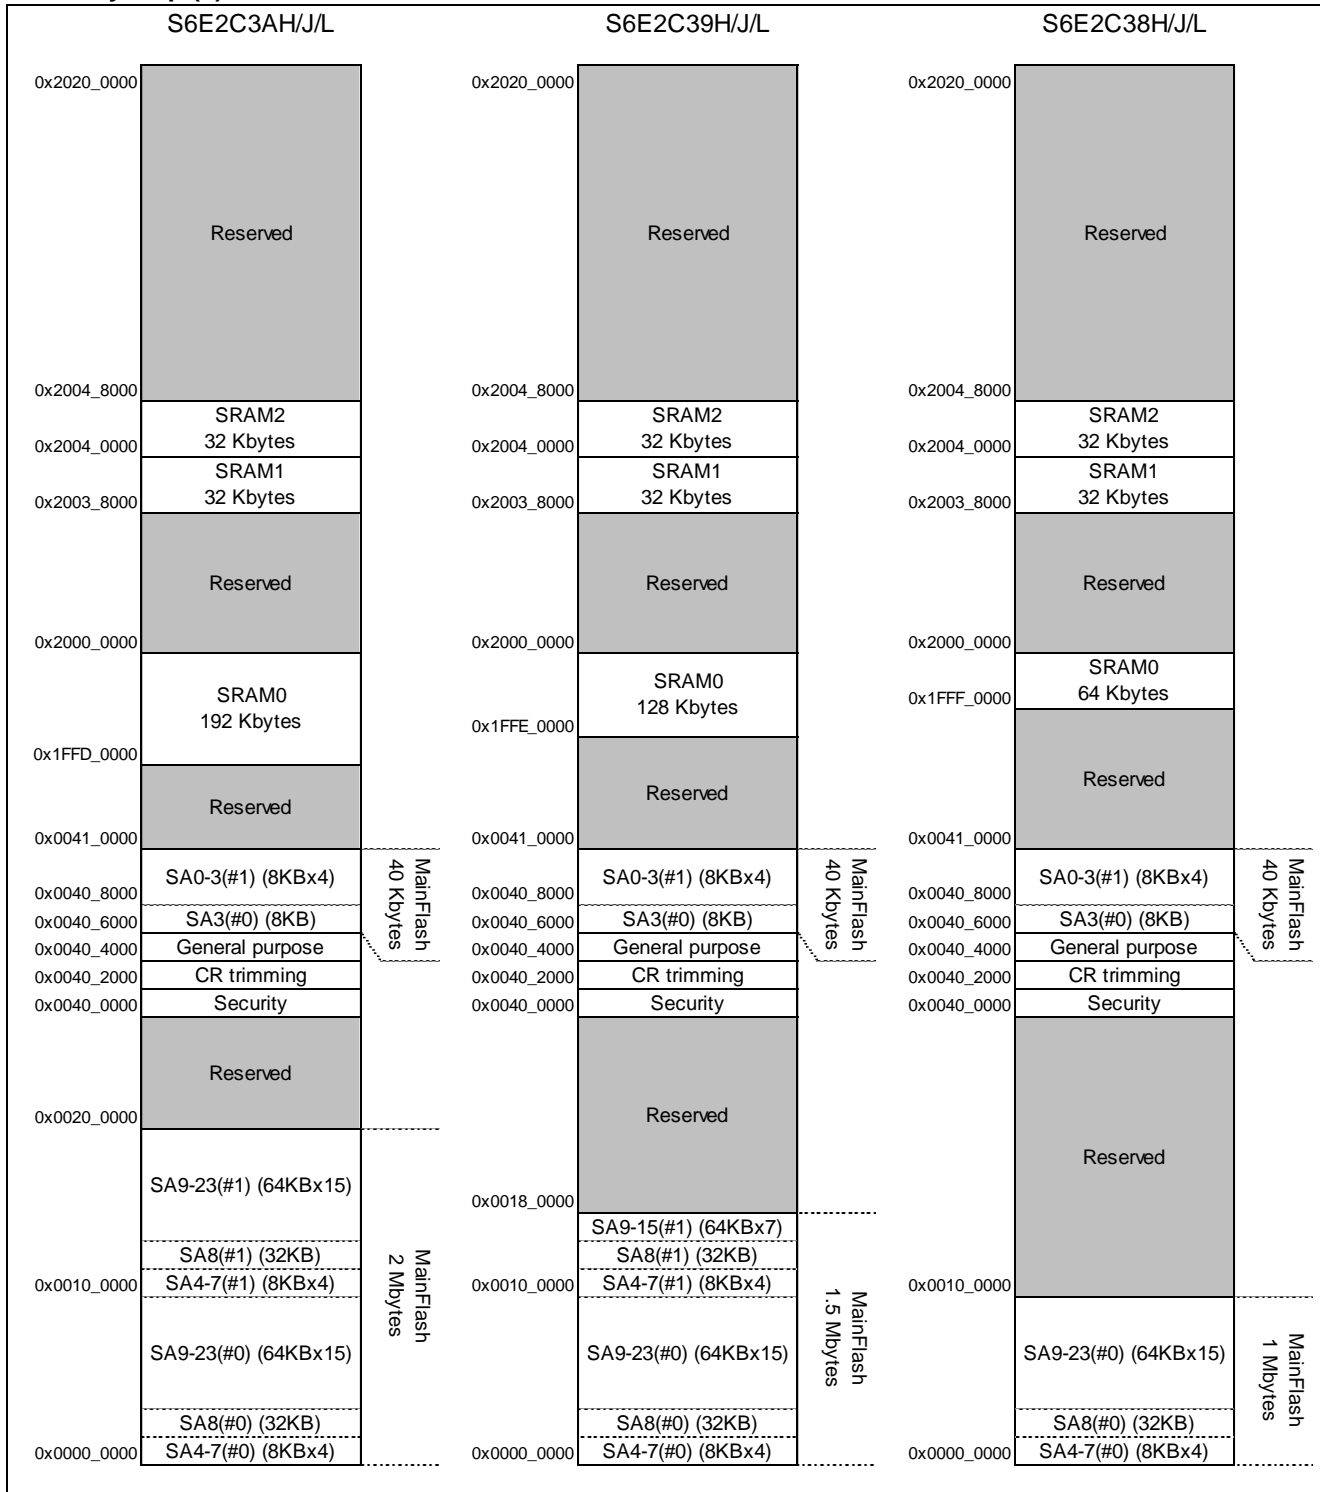 S6E2C3AH/J/L
0x2020_0000
Reserved
0x2004_8000
SRAM2
32 Kbytes
0x2004_0000
SRAM1
32 Kbytes
0x2003_8000
Reserved
0x2000_0000
SRAM0
192 Kbytes
0x1FFD_0000
Reserved
0x0041_0000
SA0-3(#1) (8KBx4)
0x0040_8000
SA3(#0) (8KB)
0x0040_6000
General purpose
0x0040_4000
CR trimming
0x0040_2000
Security
0x0040_0000
MainFlash
40 Kbytes
Reserved
0x0020_0000
SA9-23(#1) (64KBx15)
SA8(#1) (32KB)
SA4-7(#1) (8KBx4)
0x0010_0000
SA9-23(#0) (64KBx15)
SA8(#0) (32KB)
SA4-7(#0) (8KBx4)
0x0000_0000
MainFlash
2 Mbytes
S6E2C39H/J/L
0x2020_0000
Reserved
0x2004_8000
SRAM2
32 Kbytes
0x2004_0000
SRAM1
32 Kbytes
0x2003_8000
Reserved
0x2000_0000
SRAM0
128 Kbytes
0x1FFE_0000
Reserved
0x0041_0000
SA0-3(#1) (8KBx4)
0x0040_8000
SA3(#0) (8KB)
0x0040_6000
General purpose
0x0040_4000
CR trimming
0x0040_2000
Security
0x0040_0000
MainFlash
40 Kbytes
Reserved
0x0018_0000
SA9-15(#1) (64KBx7)
SA8(#1) (32KB)
SA4-7(#1) (8KBx4)
0x0010_0000
SA9-23(#0) (64KBx15)
SA8(#0) (32KB)
SA4-7(#0) (8KBx4)
0x0000_0000
MainFlash
1.5 Mbytes
S6E2C38H/J/L
0x2020_0000
Reserved
0x2004_8000
SRAM2
32 Kbytes
0x2004_0000
SRAM1
32 Kbytes
0x2003_8000
Reserved
0x2000_0000
SRAM0
64 Kbytes
0x1FFF_0000
Reserved
0x0041_0000
SA0-3(#1) (8KBx4)
0x0040_8000
SA3(#0) (8KB)
0x0040_6000
General purpose
0x0040_4000
CR trimming
0x0040_2000
Security
0x0040_0000
MainFlash
40 Kbytes
Reserved
0x0010_0000
SA9-23(#0) (64KBx15)
SA8(#0) (32KB)
SA4-7(#0) (8KBx4)
0x0000_0000
MainFlash
1 Mbytes